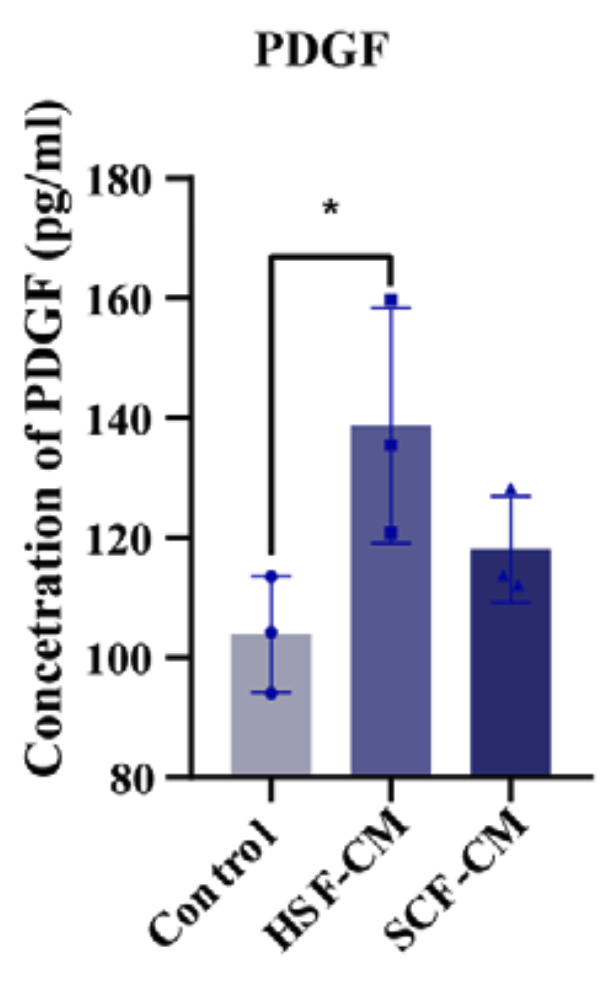 PDGF
Concetration of PDGF (pg/ml)
180
*
160
140
120
100
80
Control
HSF-CM
SCF-CM